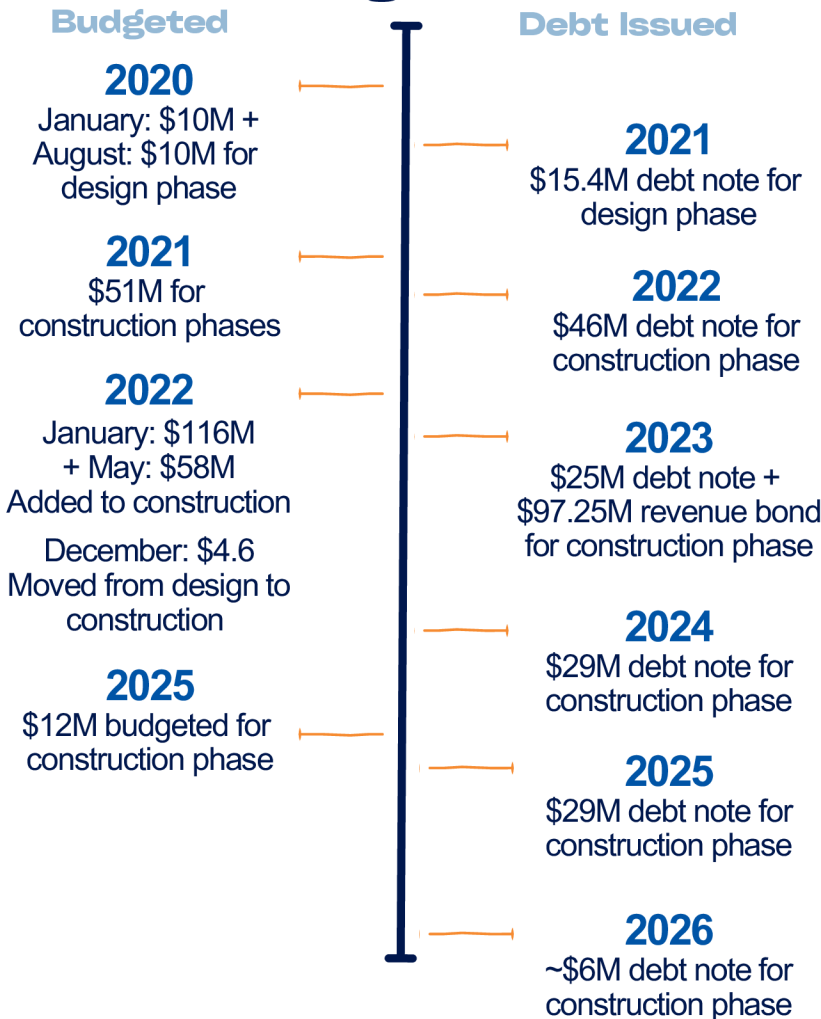 Budgeted
2020
January: $10M +
August: $10M for
design phase
2021
$51M for
construction phases
2022
January: $116M
+ May: $58M
Added to construction
December: $4.6
Moved from design to
construction
2025
$12M budgeted for
construction phase
Debt Issued
2021
$15.4M debt note for
design phase
2022
$46M debt note for
construction phase
2023
$25M debt note +
$97.25M revenue bond
for construction phase
2024
$29M debt note for
construction phase
2025
$29M debt note for
construction phase
2026
~$6M debt note for
construction phase